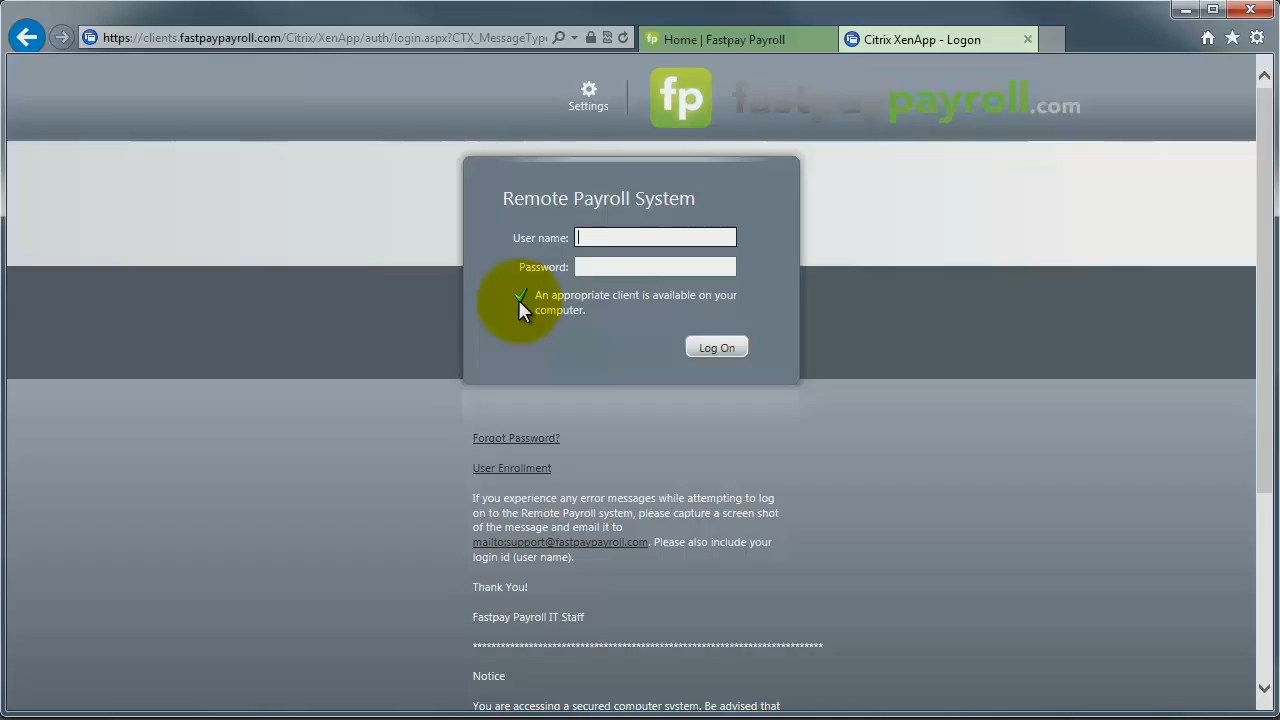 https://clients.fastpaypayroll.com/Citrix/XenApp/auth/login.aspx?CTX_MessageType
Home | Fastpay Payroll
Citrix XenApp - Logon
Settings
fp
fastpaypayroll.com
Remote Payroll System
User name:
Password:
An appropriate client is available on your
computer.
Log On
Forgot Password?
User Enrollment
If you experience any error messages while attempting to log
on to the Remote Payroll system, please capture a screen shot
of the message and email it to
mailto:support@fastpaypayroll.com. Please also include your
login id (user name).
Thank You!
Fastpay Payroll IT Staff
******************************************************************************
Notice
You are accessing a secured computer system. Be advised that